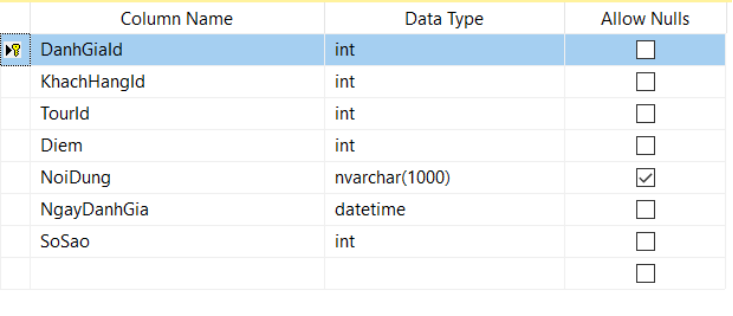 Column Name Data Type Allow Nulls
DanhGiaId int
KhachHangId int
TourId int
Diem int
NoiDung nvarchar(1000)
NgayDanhGia datetime
SoSao int